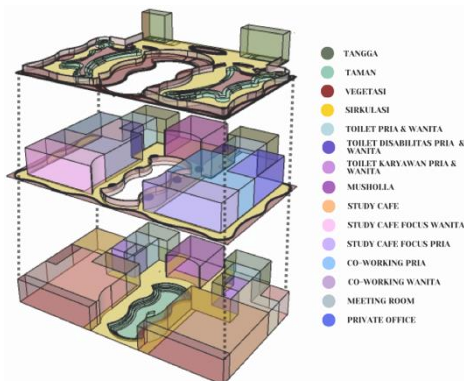 TANGGA
TAMAN
VEGETASI
SIRKULASI
TOILET PRIA & WANITA
TOILET DISABILITAS PRIA &
WANITA
TOILET KARYAWAN PRIA &
WANITA
MUSHOLLA
STUDY CAFE
STUDY CAFE FOCUS WANITA
STUDY CAFE FOCUS PRIA
CO-WORKING PRIA
CO-WORKING WANITA
MEETING ROOM
PRIVATE OFFICE